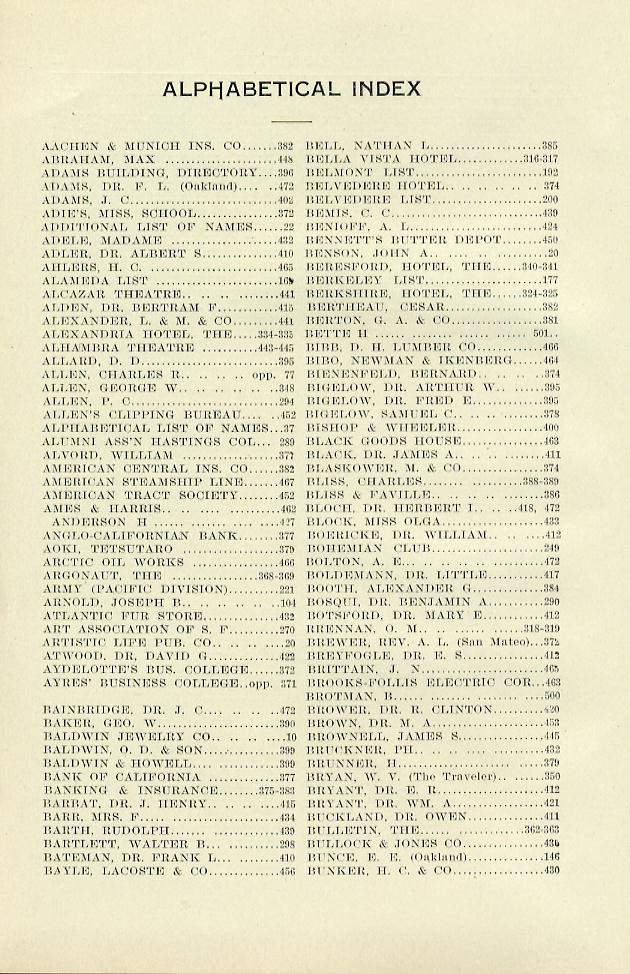 ALPHABETICAL INDEX
AACHEN & MUNICH INS. CO.......382
ABRAHAM, MAX ....................448
ADAMS BUILDING, DIRECTORY....396
ADAMS, DR. F. L. (Oakland).... ..472
ADAMS, J. C.......................402
ADIE'S, MISS, SCHOOL..............372
ADDITIONAL LIST OF NAMES......22
ADELE, MADAME ...................432
ADLER, DR. ALBERT S.............410
AHLERS, H. C. .....................465
ALAMEDA LIST .....................
ALCAZAR THEATRE.. .. .. ........441
ALDEN, DR. BERTRAM F............415
ALEXANDER, L. & M. & CO........441
ALEXANDRIA HOTEL, THE.....334-335
ALHAMBRA THEATRE ..........443-445
ALLARD, D. D.....................395
ALLEN, CHARLES R.. .. .. .. opp. 77
ALLEN, GEORGE W.. .. .. .. .. ..348
ALLEN, P. C.......................294
ALLEN'S CLIPPING BUREAU.... ..452
ALPHABETICAL LIST OF NAMES...37
ALUMNI ASS'N HASTINGS COL... 289
ALVORD, WILLIAM .................377
AMERICAN CENTRAL INS. CO.....382
AMERICAN STEAMSHIP LINE......467
AMERICAN TRACT SOCIETY.......452
AMES & HARRIS.. .. .... ..........462
ANDERSON H ...... .. ..... ......427
ANGLO-CALIFORNIAN BANK.......377
AOKI, TETSUTARO .................379
ARCTIC OIL WORKS ................466
ARGONAUT, THE ...............368-369
ARMY (PACIFIC DIVISION).........221
ARNOLD, JOSEPH B.. .. .. .. .. ..104
ATLANTIC FUR STORE.............432
ART ASSOCIATION OF S. F........270
ARTISTIC LIFE PUB. CO.. .. .. ....20
ATWOOD, DR. DAVID G............422
AYDELOTTE'S BUS. COLLEGE.....372
AYRES' BUSINESS COLLEGE..opp. 371
BAINBRIDGE, DR. J. C.... .. .. ..472
BAKER, GEO. W...................390
BALDWIN JEWELRY CO.. .. .. .....10
BALDWIN, O. D. & SON............399
BALDWIN & HOWELL..............399
BANK OF CALIFORNIA ............377
BANKING & INSURANCE......375-383
BARBAT, DR. J. HENRY.. .. .. ...415
BARR, MRS. F.....................434
BARTH, RUDOLPH....... .........439
BARTLETT, WALTER B... ........298
BATEMAN, DR. FRANK L... .......410
BAYLE, LACOSTE & CO............456
BELL, NATHAN L..................385
BELLA VISTA HOTEL..........316-317
BELMONT LIST....................192
BELVEDERE HOTEL.. .. .. .. .. .. 374
BELVEDERE LIST..................200
BEMIS, C. C.......................439
BENIOFF, A. L....................424
BENNETT'S BUTTER DEPOT.......450
BENSON, JOHN A.. .... .. .. .......20
BERESFORD, HOTEL, THE.....340-341
BERKELEY LIST...................177
BERKSHIRE, HOTEL, THE.....324-325
BERTHEAU, CESAR................382
BERTON, G. A. & CO..............381
BETTE H ..... .. .. .......... 501..
BIBB, D. H. LUMBER CO..........466
BIBO, NEWMAN & IKENBERG.....464
BIENENFELD, BERNARD.. .. .. ...374
BIGELOW, DR. ARTHUR W.. .. ...395
BIGELOW, DR. FRED E............395
BIGELOW, SAMUEL C.. .. .. .. ...378
BISHOP & WHEELER..............400
BLACK GOODS HOUSE.............463
BLACK, DR. JAMES A.. .. .. .. ...411
BLASKOWER, M. & CO.............374
BLISS, CHARLES........ ......388-389
BLISS & FAVILLE.. .. .. .. .. .....386
BLOCH, DR. HERBERT I.. .. ..418, 472
BLOCK, MISS OLGA................433
BOERICKE, DR. WILLIAM.. .. .....412
BOHEMIAN CLUB..................249
BOLTON, A. E.... .. .. .. .. .. ....472
BOLDEMANN, DR. LITTLE........417
BOOTH, ALEXANDER G............384
BOSQUI, DR. BENJAMIN A.........290
BOTSFORD, DR. MARY E..........412
BRENNAN, O. M.. .. .. .......318-319
BREWER, REV. A. L. (San Mateo)..372
BREYFOGLE, DR. E. S............412
BRITTAIN, J. N...................465
BROOKS-FOLLIS ELECTRIC COR...463
BROTMAN, B.......................500
BROWER, DR. R. CLINTON........420
BROWN, DR. M. A.................453
BROWNELL, JAMES S.............445
BRUCKNER, PH.. .. .. .. .........432
BRUNNER, H.....................379
BRYAN, W. V. (The Traveler).. .....350
BRYANT, DR. E. R................412
BRYANT, DR. WM. A..............421
BUCKLAND, DR. OWEN...........411
BULLETIN, THE...... ..........362-363
BULLOCK & JONES CO............
BUNCE, E. E. (Oakland)............146
BUNKER, H. C. & CO..............430